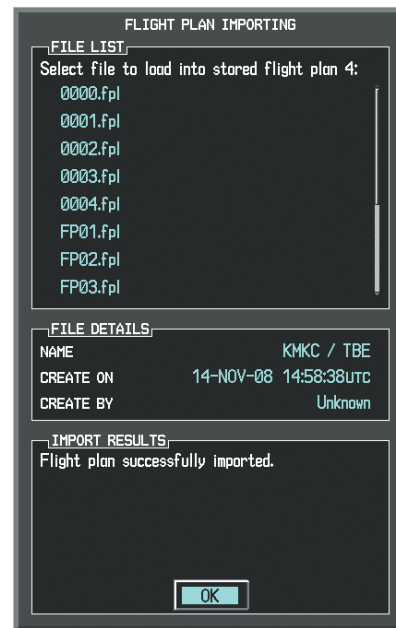 FLIGHT PLAN IMPORTING
FILE LIST
Select file to load into stored flight plan 4:
0000.fpl
0001.fpl
0002.fpl
0003.fpl
0004.fpl
FP01.fpl
FP02.fpl
FP03.fpl
FILE DETAILS
NAME KMKC / TBE
CREATE ON 14-NOV-08 14:58:38UTC
CREATE BY Unknown
IMPORT RESULTS
Flight plan successfully imported.
OK